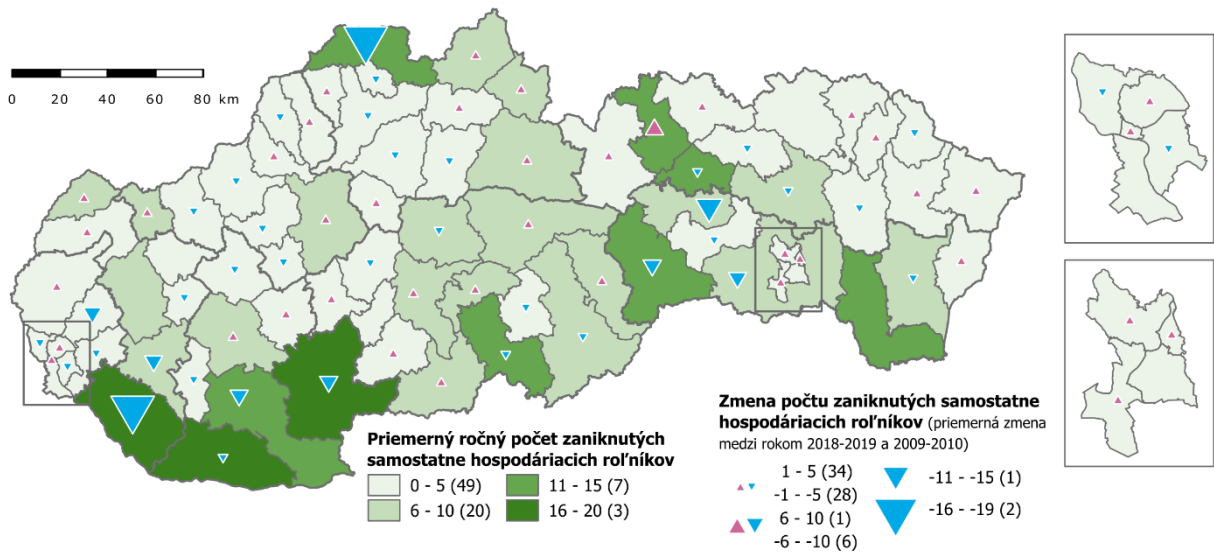 0 20 40 60 80 km
Priemerný ročný počet zaniknutých
samostatne hospodáriacich roľníkov
0 - 5 (49)
11 - 15 (7)
6 - 10 (20)
16 - 20 (3)
Zmena počtu zaniknutých samostatne
hospodáriacich roľníkov (priemerná zmena
medzi rokom 2018-2019 a 2009-2010)
1 - 5 (34)
-1 - -5 (28)
6 - 10 (1)
-6 - -10 (6)
-11 - -15 (1)
-16 - -19 (2)